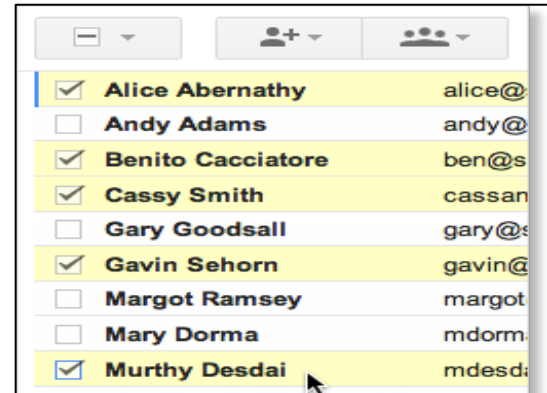 Alice Abernathy alice@
Andy Adams andy@
Benito Cacciatore ben@s
Cassy Smith cassan
Gary Goodsall gary@s
Gavin Sehorn gavin@
Margot Ramsey margot
Mary Dorma mdorm
Murthy Desdai mdesda